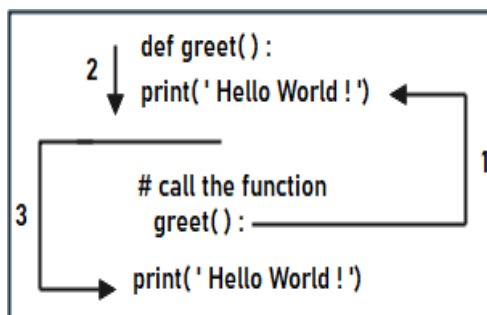 def greet( ) :
2
print( ' Hello World ! ')
1
# call the function
3
greet( ) :
print( ' Hello World ! ')